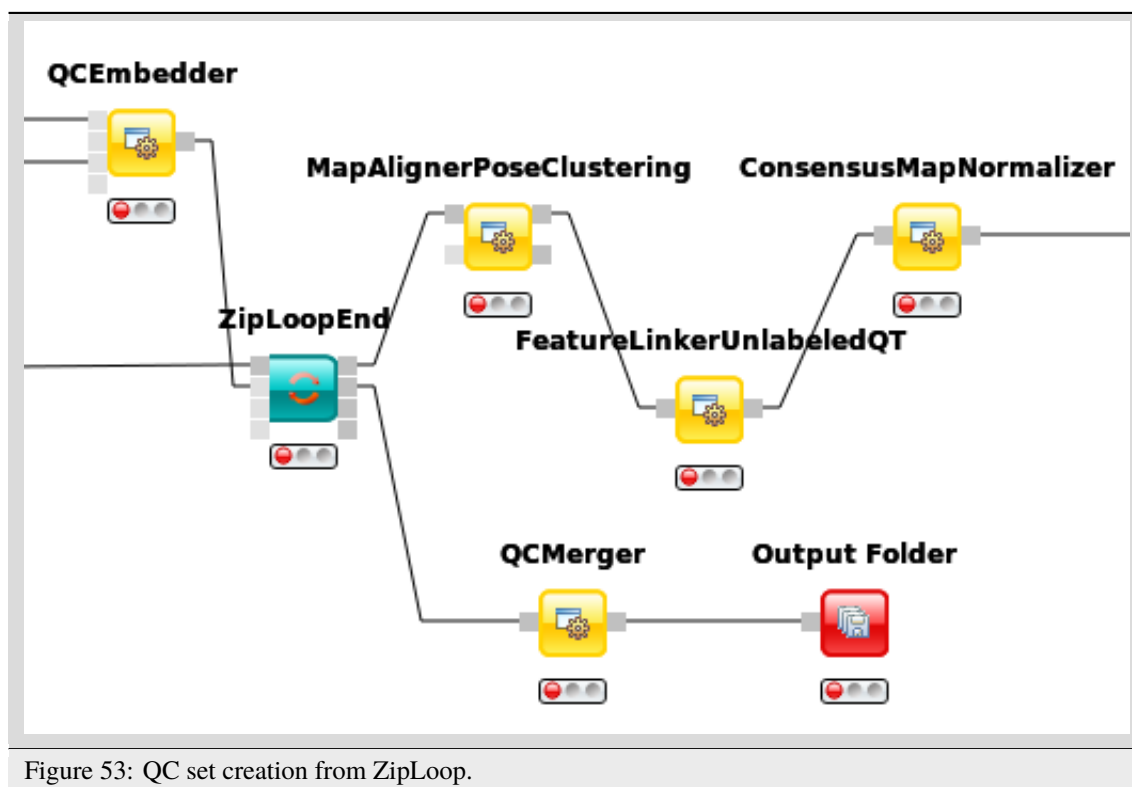 QCEmbedder
MapAlignerPoseClustering
ConsensusMapNormalizer
ZipLoopEnd
FeatureLinkerUnlabeledQT
QCMerger
Output Folder
Figure 53: QC set creation from ZipLoop.